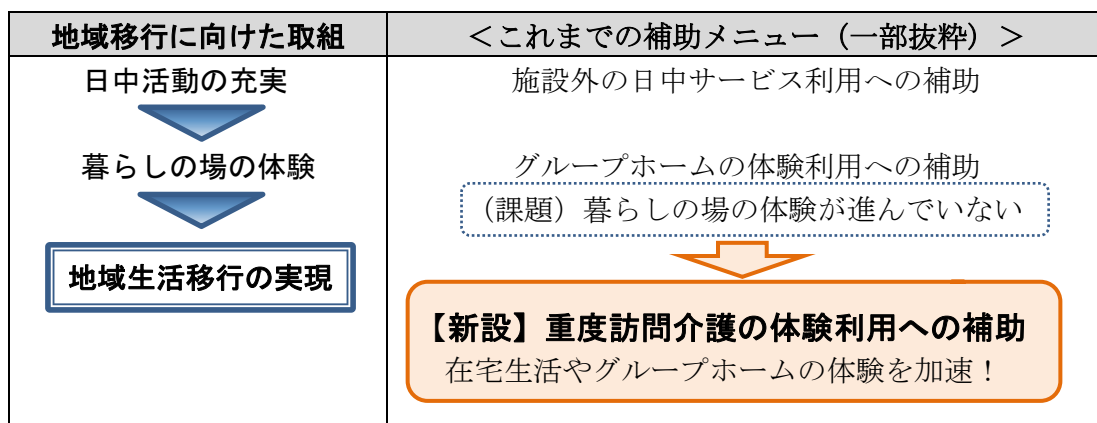 地域移行に向けた取組
＜これまでの補助メニュー（一部抜粋）＞
日中活動の充実
施設外の日中サービス利用への補助
暮らしの場の体験
グループホームの体験利用への補助
（課題）暮らしの場の体験が進んでいない
地域生活移行の実現
【新設】重度訪問介護の体験利用への補助
在宅生活やグループホームの体験を加速！